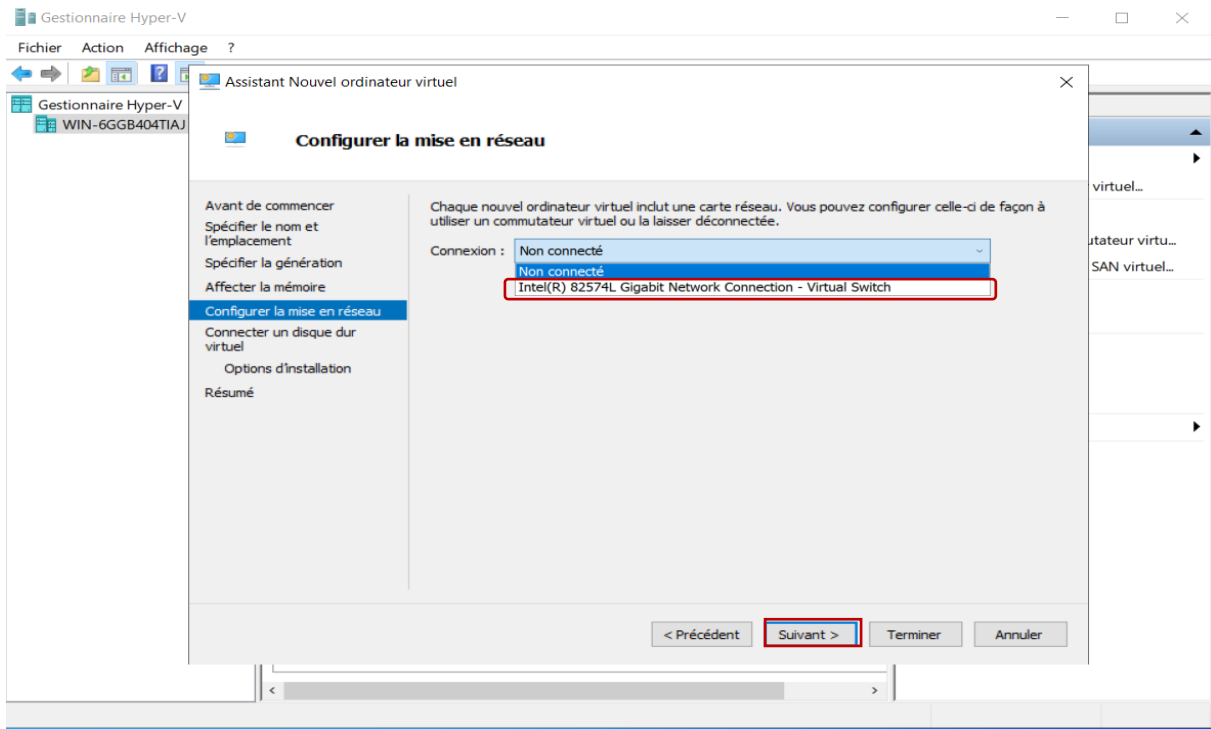 Gestionnaire Hyper-V
Fichier Action Affichage ?
Gestionnaire Hyper-V
WIN-6GGB404TIAJ
Assistant Nouvel ordinateur virtuel
Configurer la mise en réseau
Avant de commencer
Spécifier le nom et
l'emplacement
Spécifier la génération
Affecter la mémoire
Configurer la mise en réseau
Connecter un disque dur
virtuel
Options d'installation
Résumé
Chaque nouvel ordinateur virtuel inclut une carte réseau. Vous pouvez configurer celle-ci de façon à
utiliser un commutateur virtuel ou la laisser déconnectée.
Connexion : Non connecté
Non connecté
Intel(R) 82574L Gigabit Network Connection - Virtual Switch
< Précédent Suivant > Terminer Annuler
virtuel...
utateur virtu...
SAN virtuel...